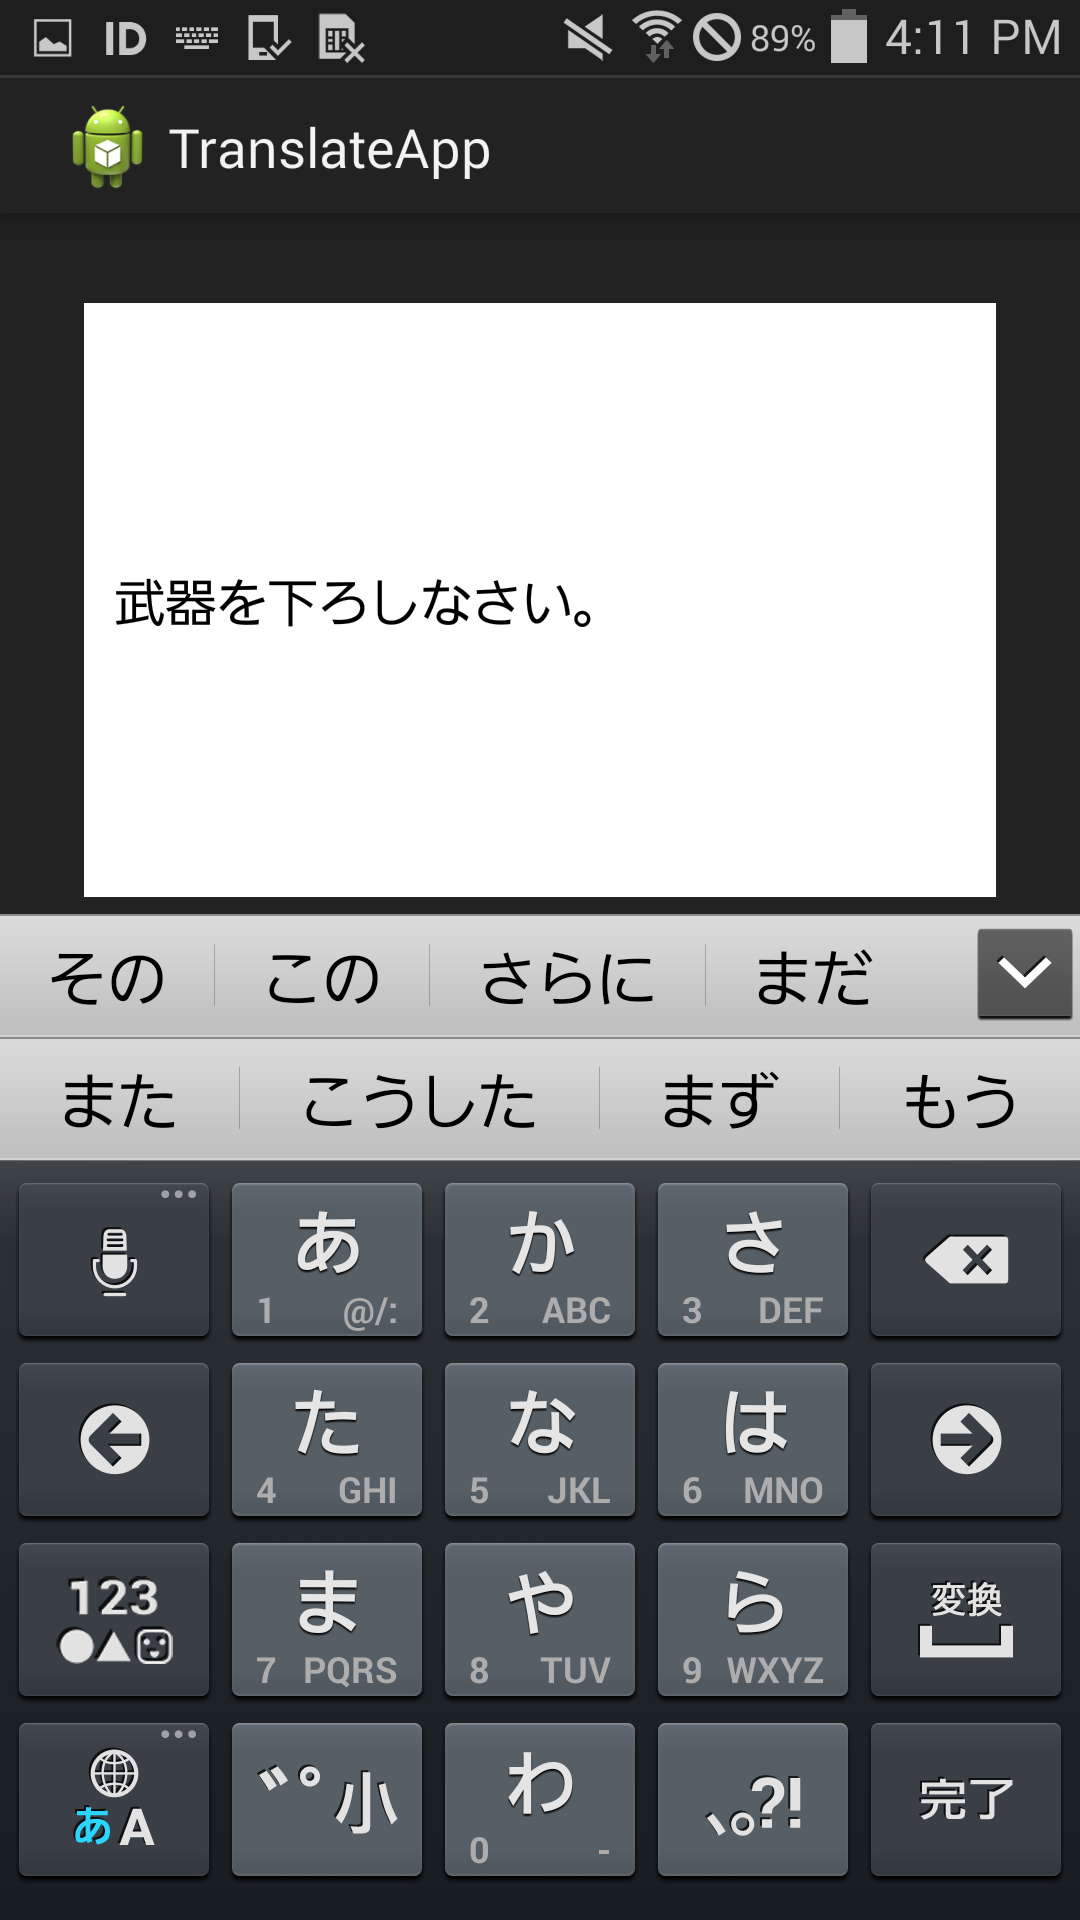 ID 89% 4:11 PM
TranslateApp
武器を下ろしなさい。
その この さらに まだ
また こうした まず もう
あ か さ
1 @/: 2 ABC 3 DEF
た な は
4 GHI 5 JKL 6 MNO
123 ま や ら 変換
7 PQRS 8 TUV 9 WXYZ
あA ゛゜小 わ 、。?! 完了
0 -